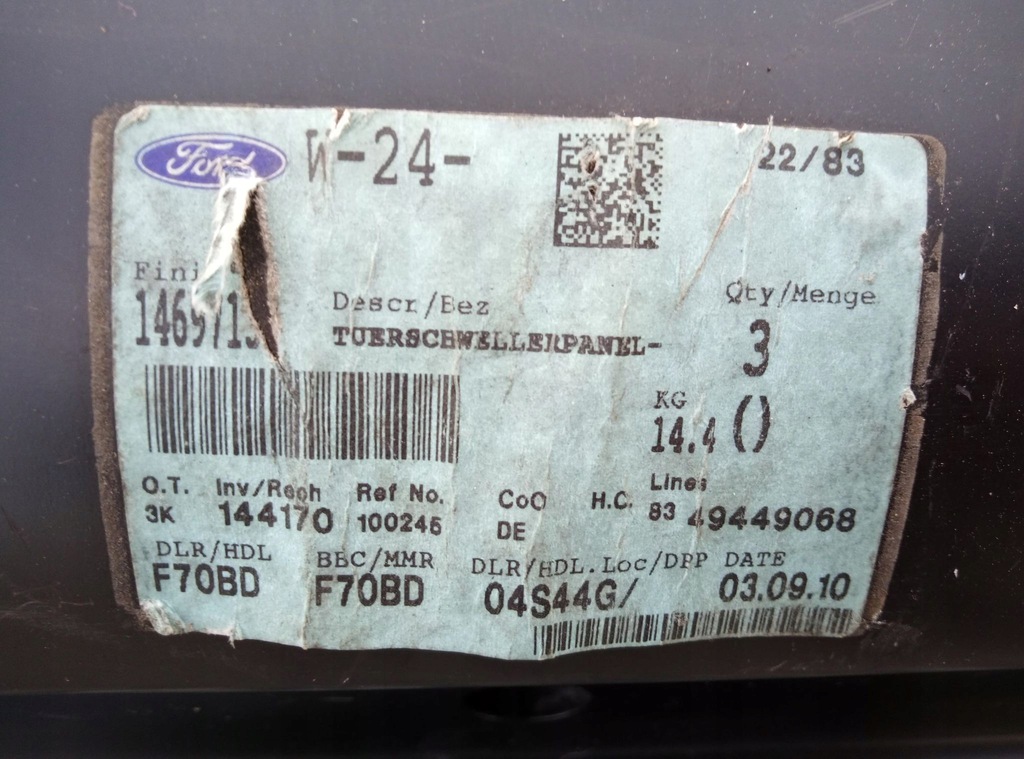 Ford W-24- 22/83
Descr/Bez Qty/Menge
TUERSCHWELLERPANEL- 3
KG
14.4 ()
O.T. Inv/Rech Ref No. CoO H.C. Lines
3K 144170 100245 DE 83 49449068
DLR/HDL BBC/MMR DLR/HDL.Loc/DPP DATE
F70BD F70BD 04S44G/ 03.09.10